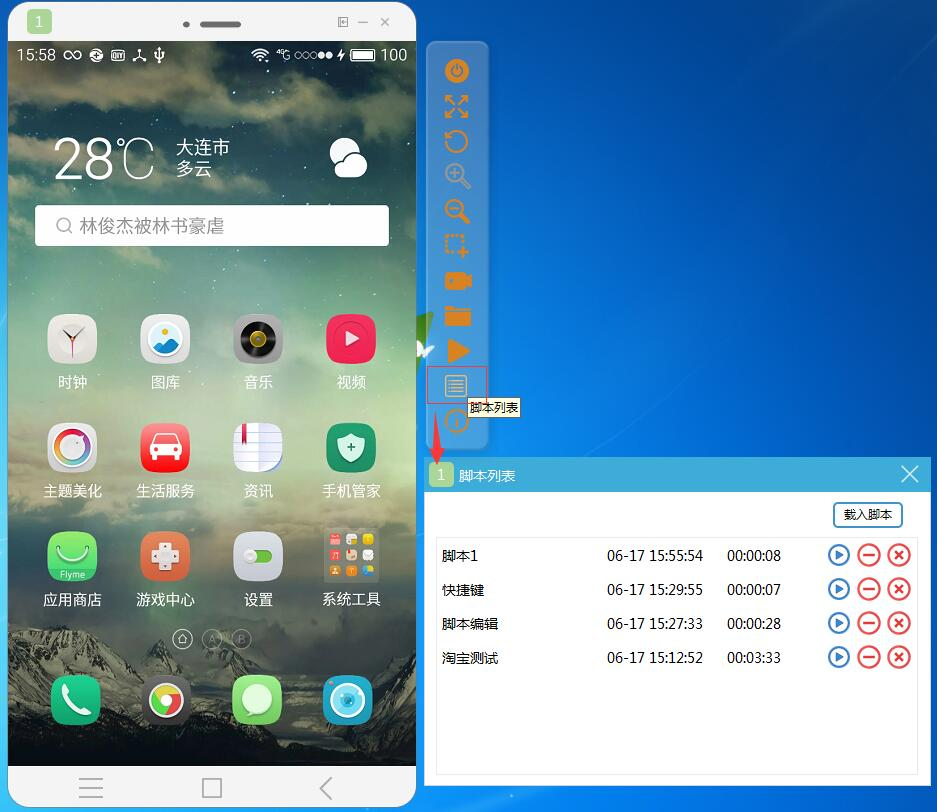 1
15:58
4G
100
28℃
大连市
多云
林俊杰被林书豪虐
时钟
图库
音乐
视频
主题美化
生活服务
资讯
手机管家
Flyme
应用商店
游戏中心
设置
系统工具
A
B
脚本列表
1
脚本列表
载入脚本
脚本1 06-17 15:55:54 00:00:08
快捷键 06-17 15:29:55 00:00:07
脚本编辑 06-17 15:27:33 00:00:28
淘宝测试 06-17 15:12:52 00:03:33